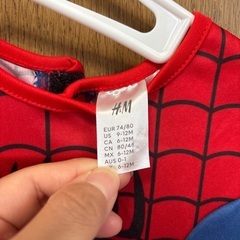 H&M
EUR 74/80
US 9-12M
CA 6-12M
CN 80/48
MX 6-12M
AUS 0-1
6-12M